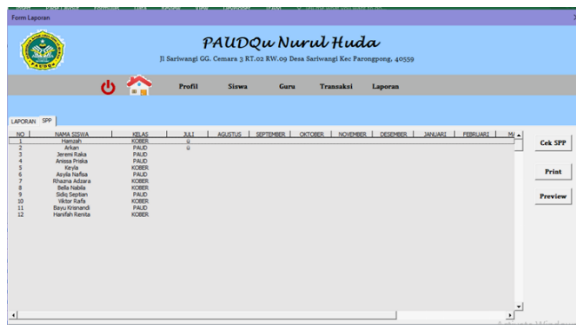 Form Laporan
PAUDQu Nurul Huda
Jl Sariwangi GG. Cemara 3 RT.02 RW.09 Desa Sariwangi Kec Parongpong, 40559
Profil Siswa Guru Transaksi Laporan
LAPORAN SPP
NO NAMA SISWA KELAS JULI AGUSTUS SEPTEMBER OKTOBER NOVEMBER DESEMBER JANUARI FEBRUARI
1 Hamzah KOBER
2 Arkan PAUD
3 Jeremi Raka PAUD
4 Anissa Priska PAUD
5 Keyla KOBER
6 Asyila Nafisa PAUD
7 Khazna Adzara KOBER
8 Bella Nabila KOBER
9 Sidiq Septian PAUD
10 Viktor Rafa KOBER
11 Bayu Krisnandi PAUD
12 Hanifah Renita KOBER
Cek SPP
Print
Preview